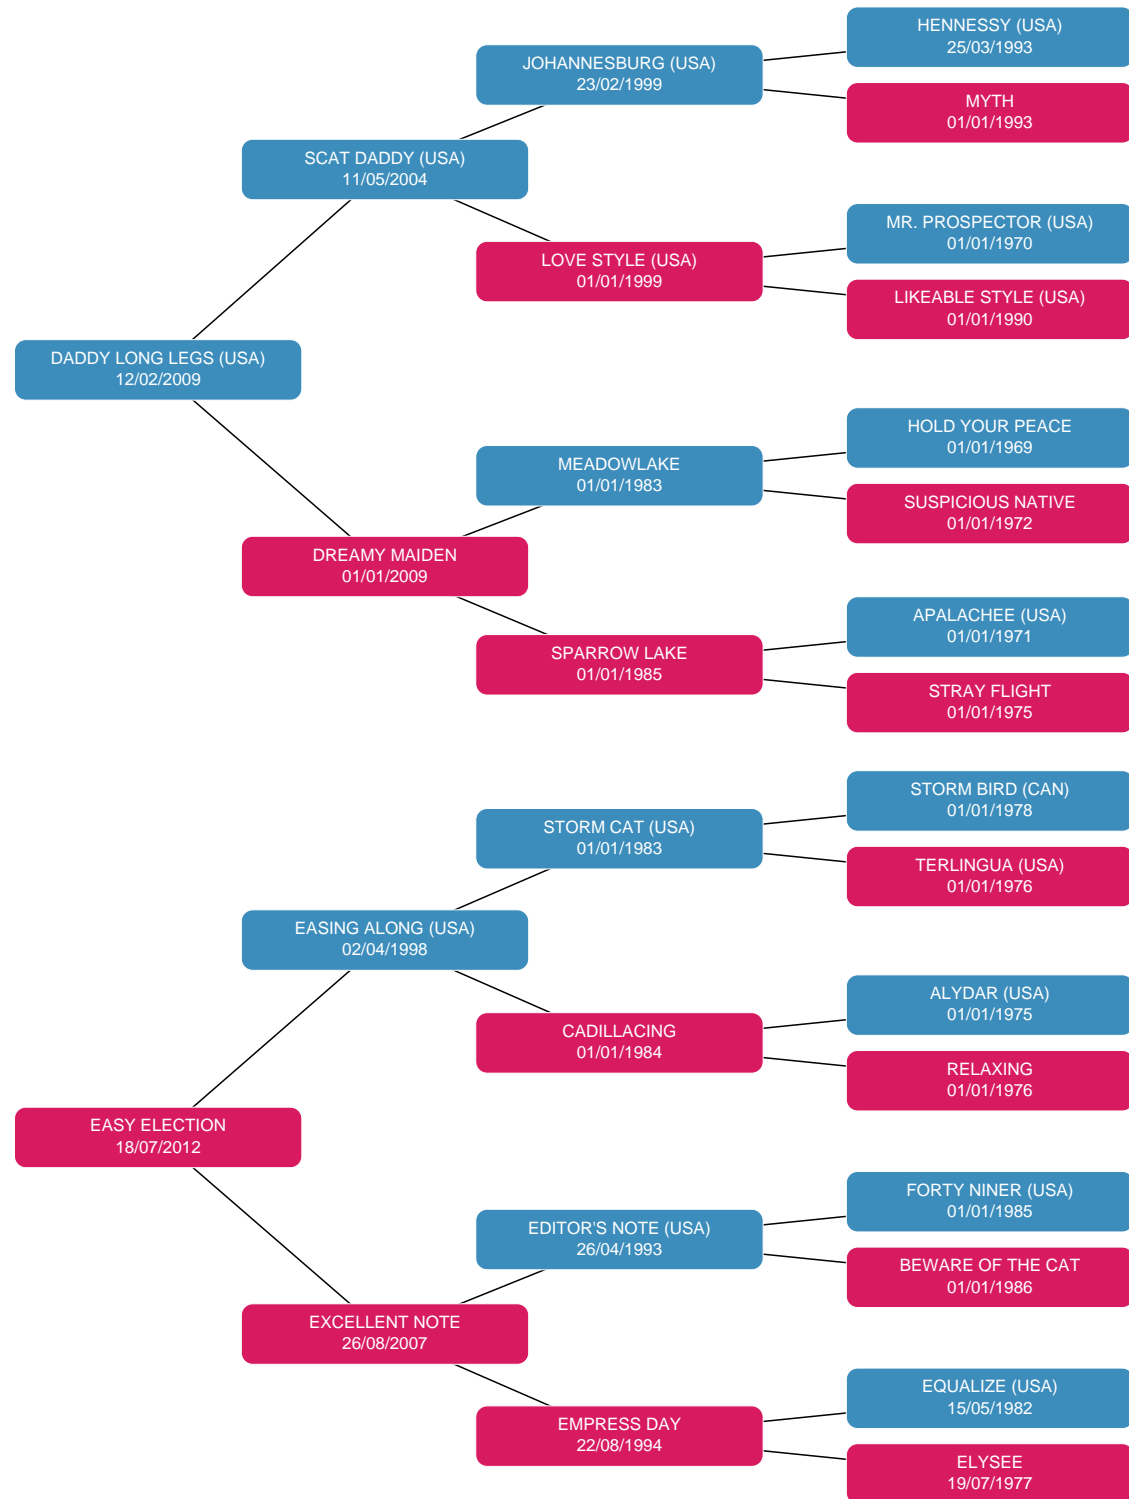 HENNESSY (USA)
25/03/1993
JOHANNESBURG (USA)
23/02/1999
MYTH
01/01/1993
SCAT DADDY (USA)
11/05/2004
MR. PROSPECTOR (USA)
01/01/1970
LOVE STYLE (USA)
01/01/1999
LIKEABLE STYLE (USA)
01/01/1990
DADDY LONG LEGS (USA)
12/02/2009
HOLD YOUR PEACE
01/01/1969
MEADOWLAKE
01/01/1983
SUSPICIOUS NATIVE
01/01/1972
DREAMY MAIDEN
01/01/2009
APALACHEE (USA)
01/01/1971
SPARROW LAKE
01/01/1985
STRAY FLIGHT
01/01/1975
STORM BIRD (CAN)
01/01/1978
STORM CAT (USA)
01/01/1983
TERLINGUA (USA)
01/01/1976
EASING ALONG (USA)
02/04/1998
ALYDAR (USA)
01/01/1975
CADILLACING
01/01/1984
RELAXING
01/01/1976
EASY ELECTION
18/07/2012
FORTY NINER (USA)
01/01/1985
EDITOR'S NOTE (USA)
26/04/1993
BEWARE OF THE CAT
01/01/1986
EXCELLENT NOTE
26/08/2007
EQUALIZE (USA)
15/05/1982
EMPRESS DAY
22/08/1994
ELYSEE
19/07/1977